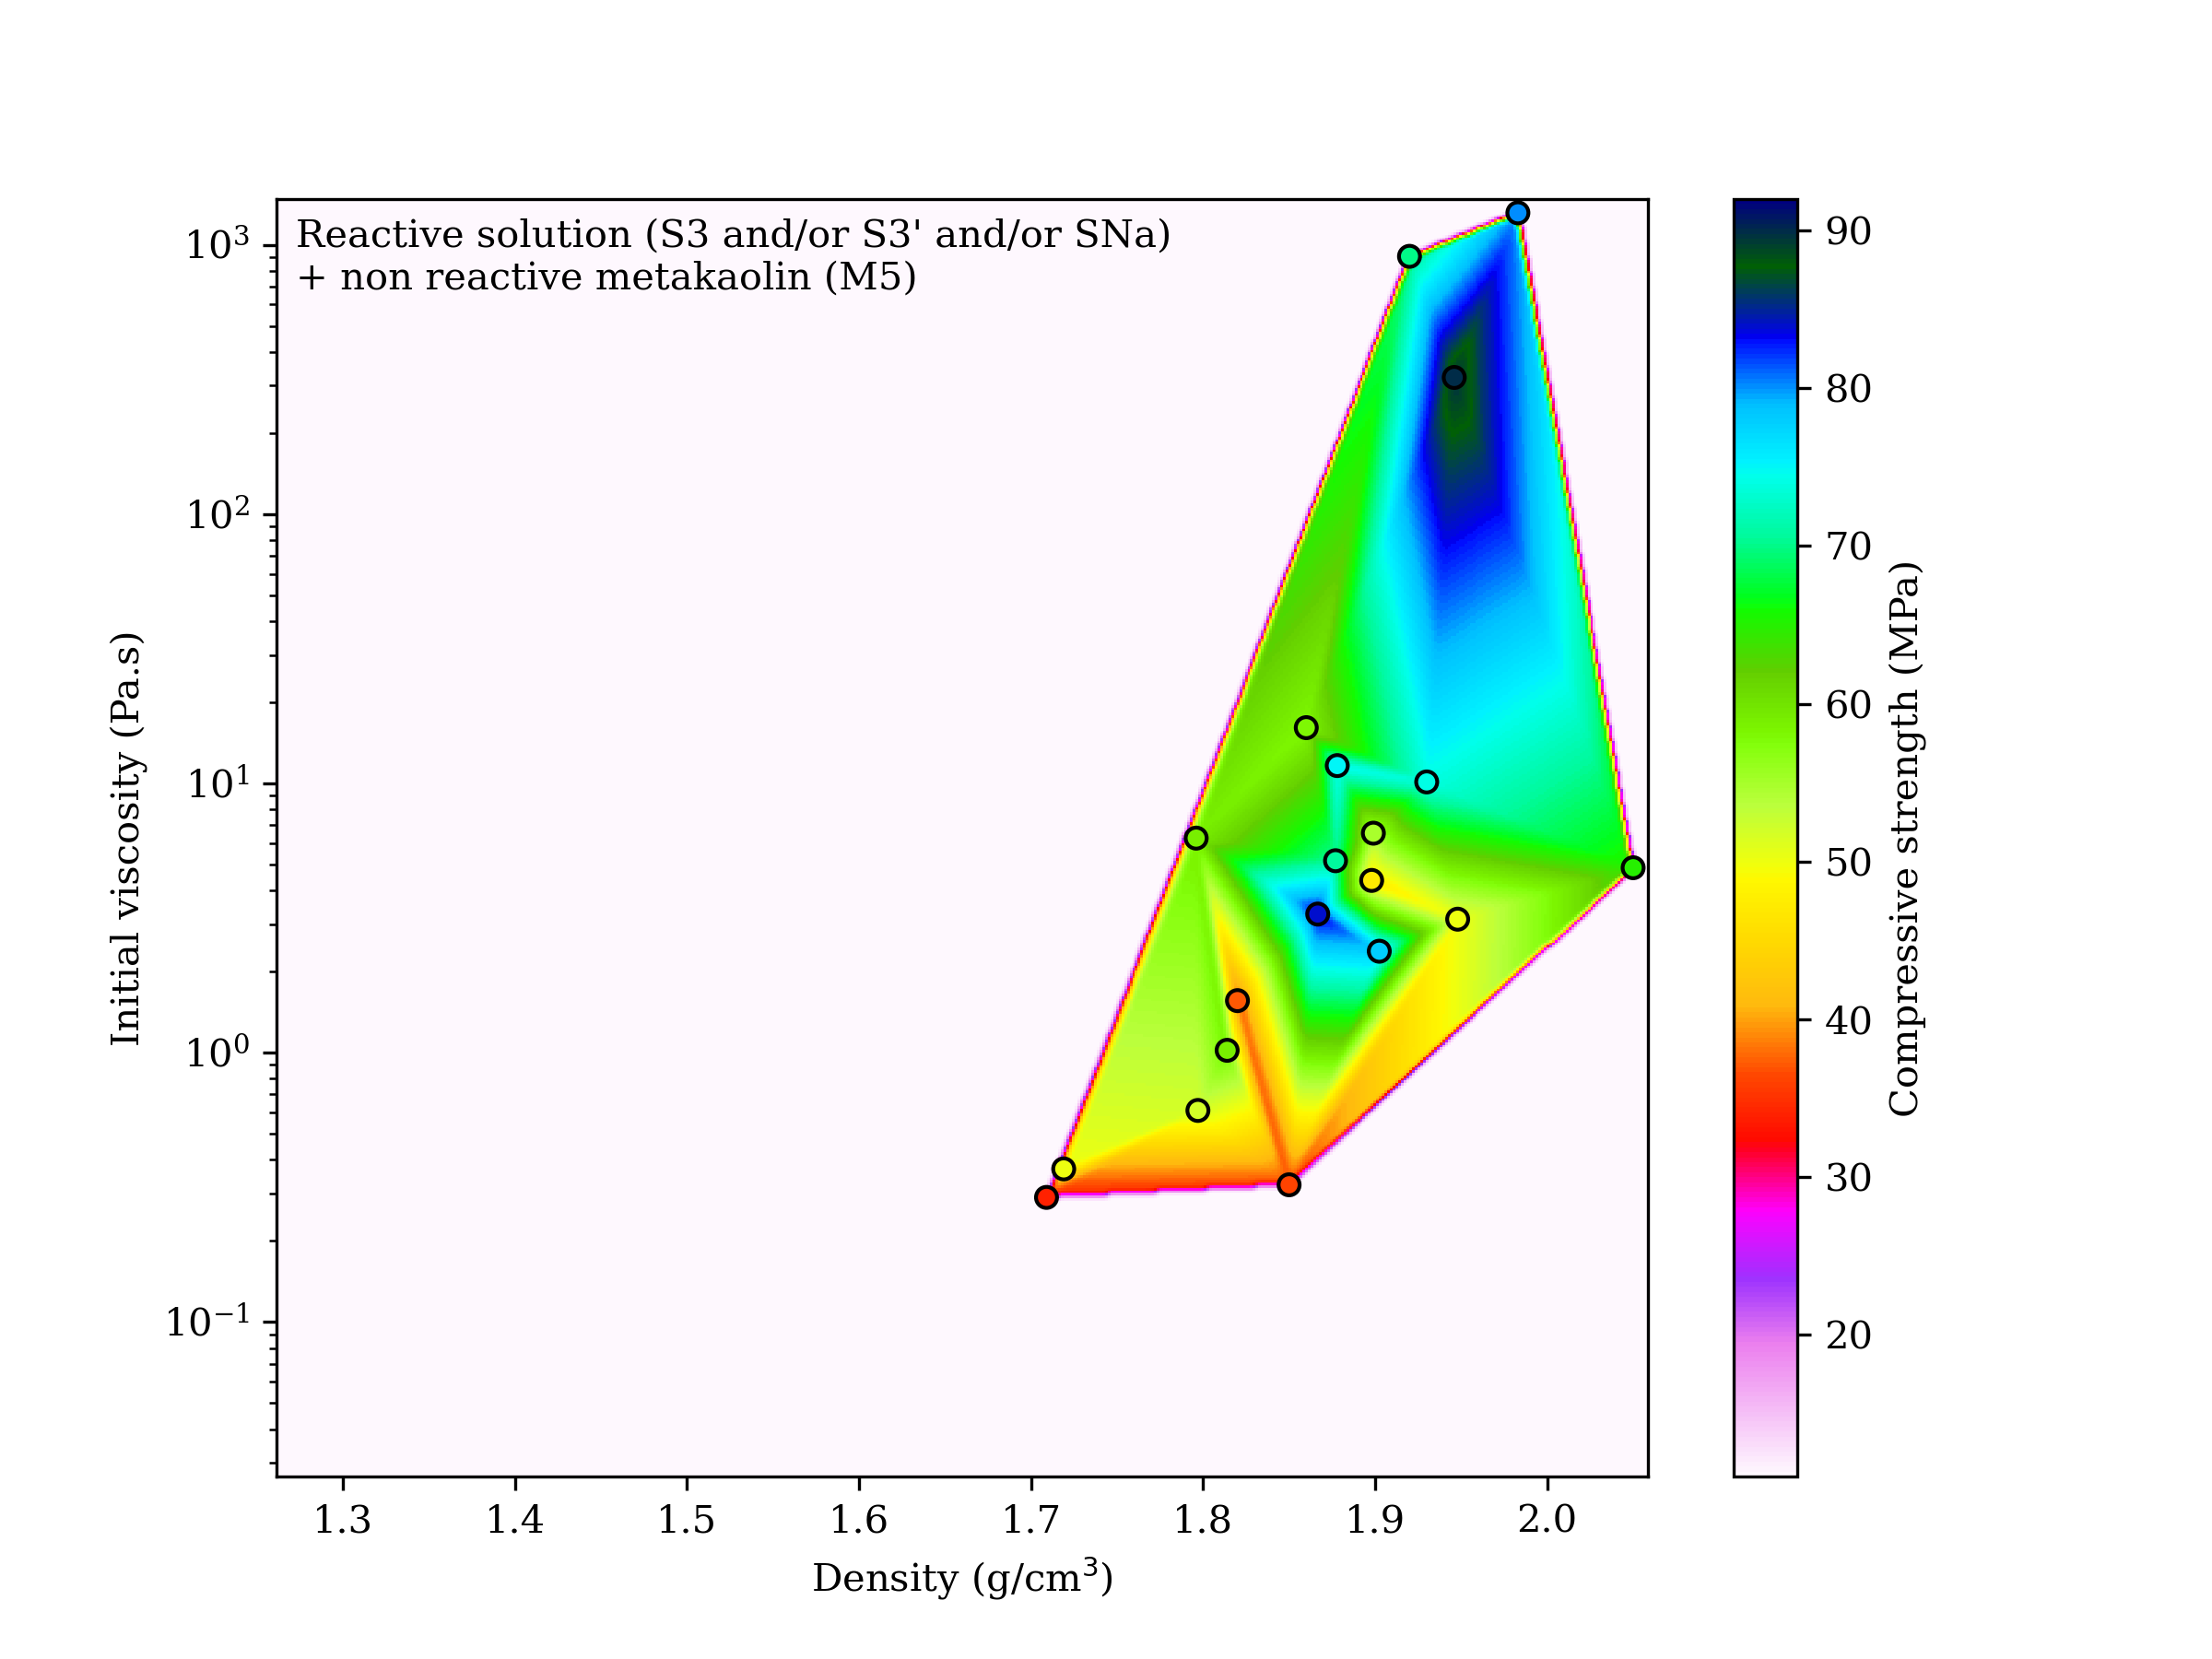 Reactive solution (S3 and/or S3' and/or SNa)
+ non reactive metakaolin (M5)
Initial viscosity (Pa.s)
10³
10²
10¹
10⁰
10⁻¹
1.3 1.4 1.5 1.6 1.7 1.8 1.9 2.0
Density (g/cm³)
90
80
70
60
50
40
30
20
Compressive strength (MPa)